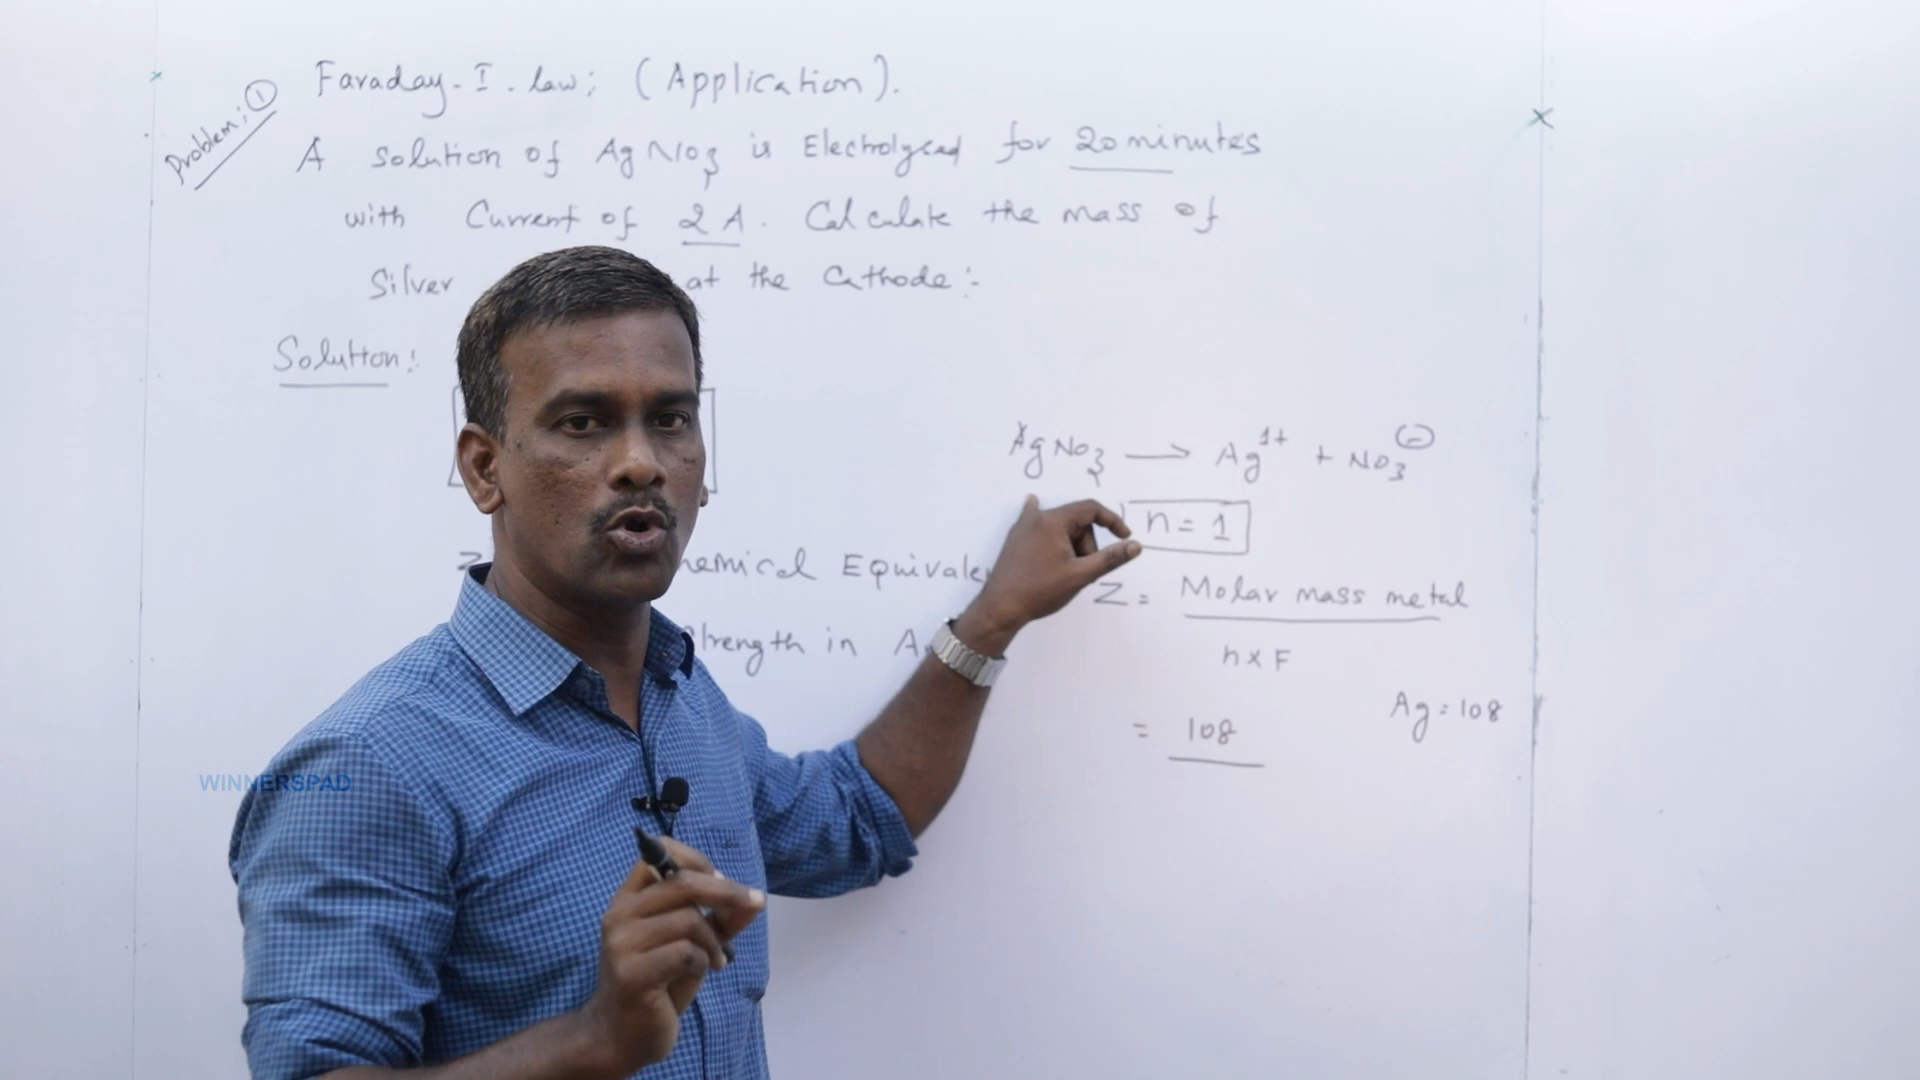 Problem: ①
Faraday - I - law; (Application).
A solution of AgNO3 is Electrolysed for 20 minutes
with Current of 2 A. Calculate the mass of
Silver at the Cathode:-
Solution:
AgNO3 → Ag1+ + NO3 -
n = 1
Z = Molar mass metal
n x F
in
= 108
Ag = 108
WINNERSPAD